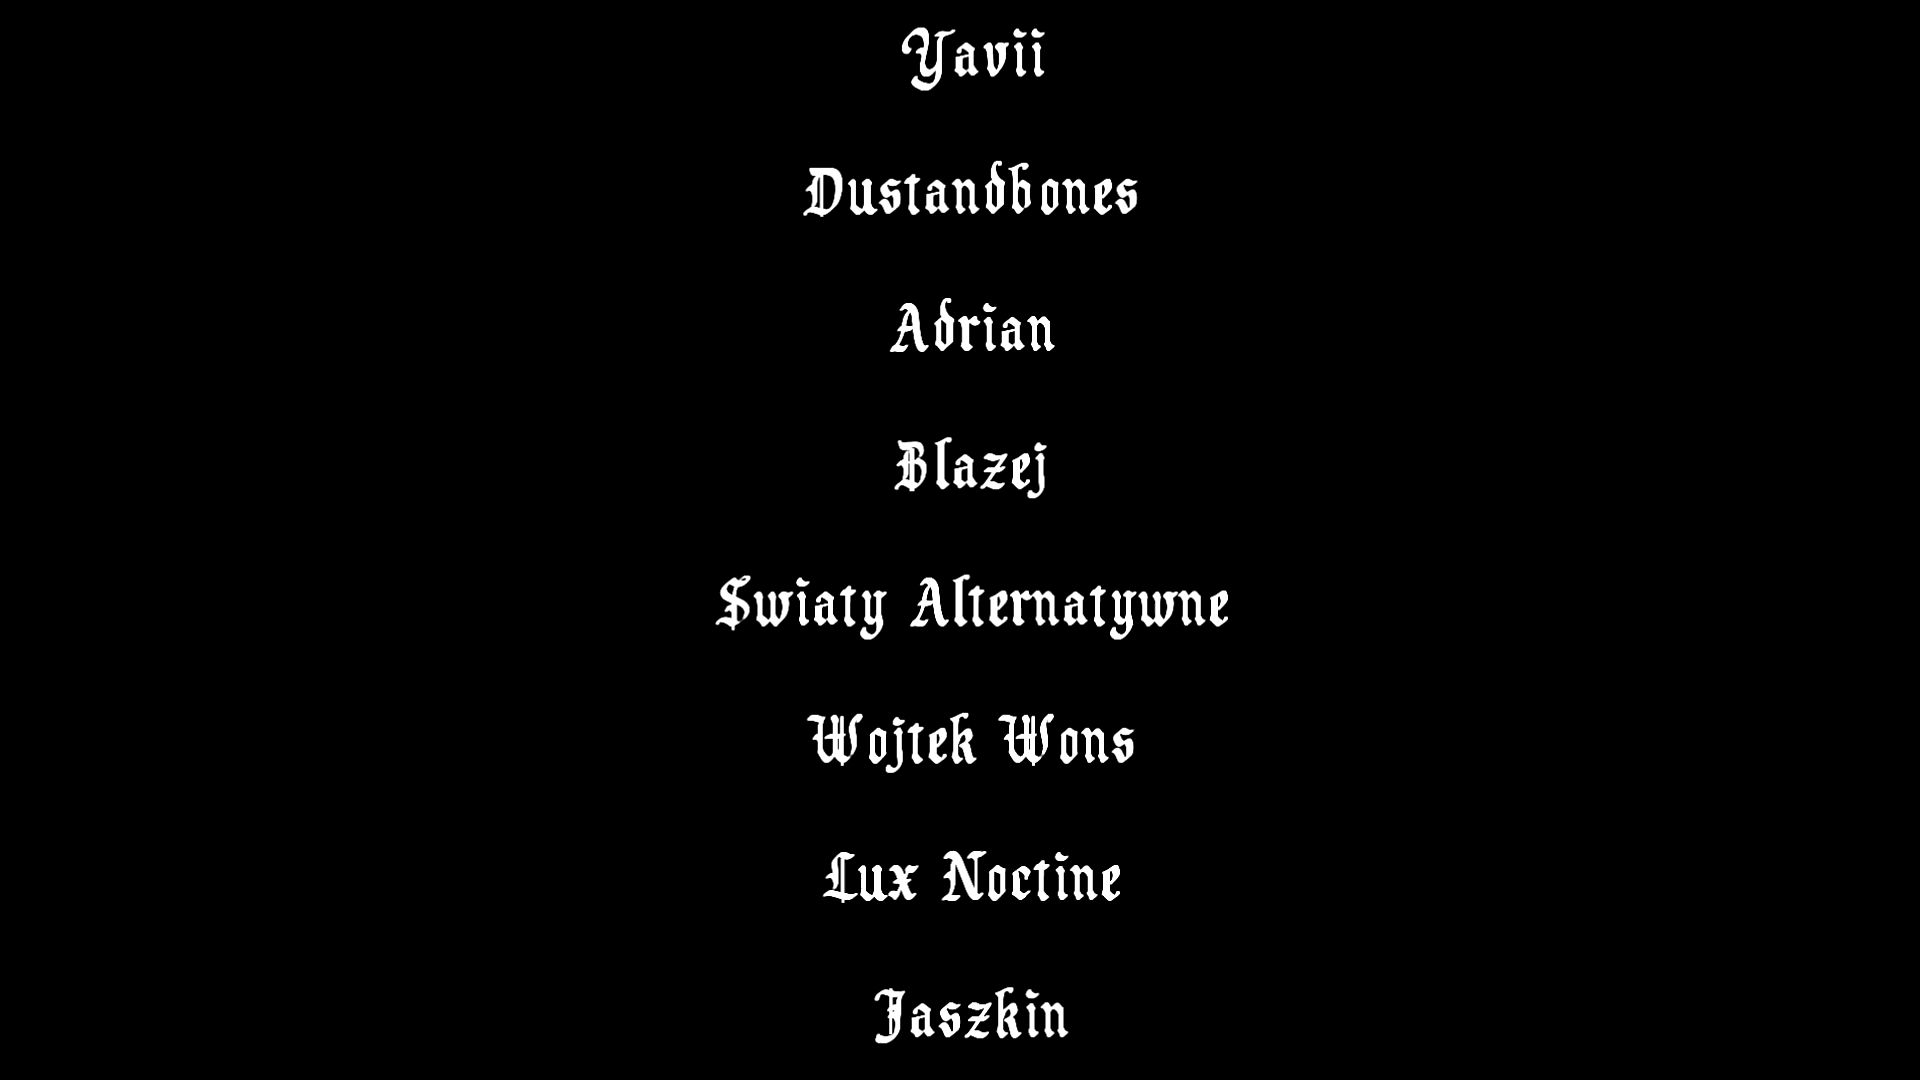 Yavii
Dustandbones
Adrian
Blazej
Swiaty Alternatywne
Wojtek Wons
Lux Noctine
Jaszkin